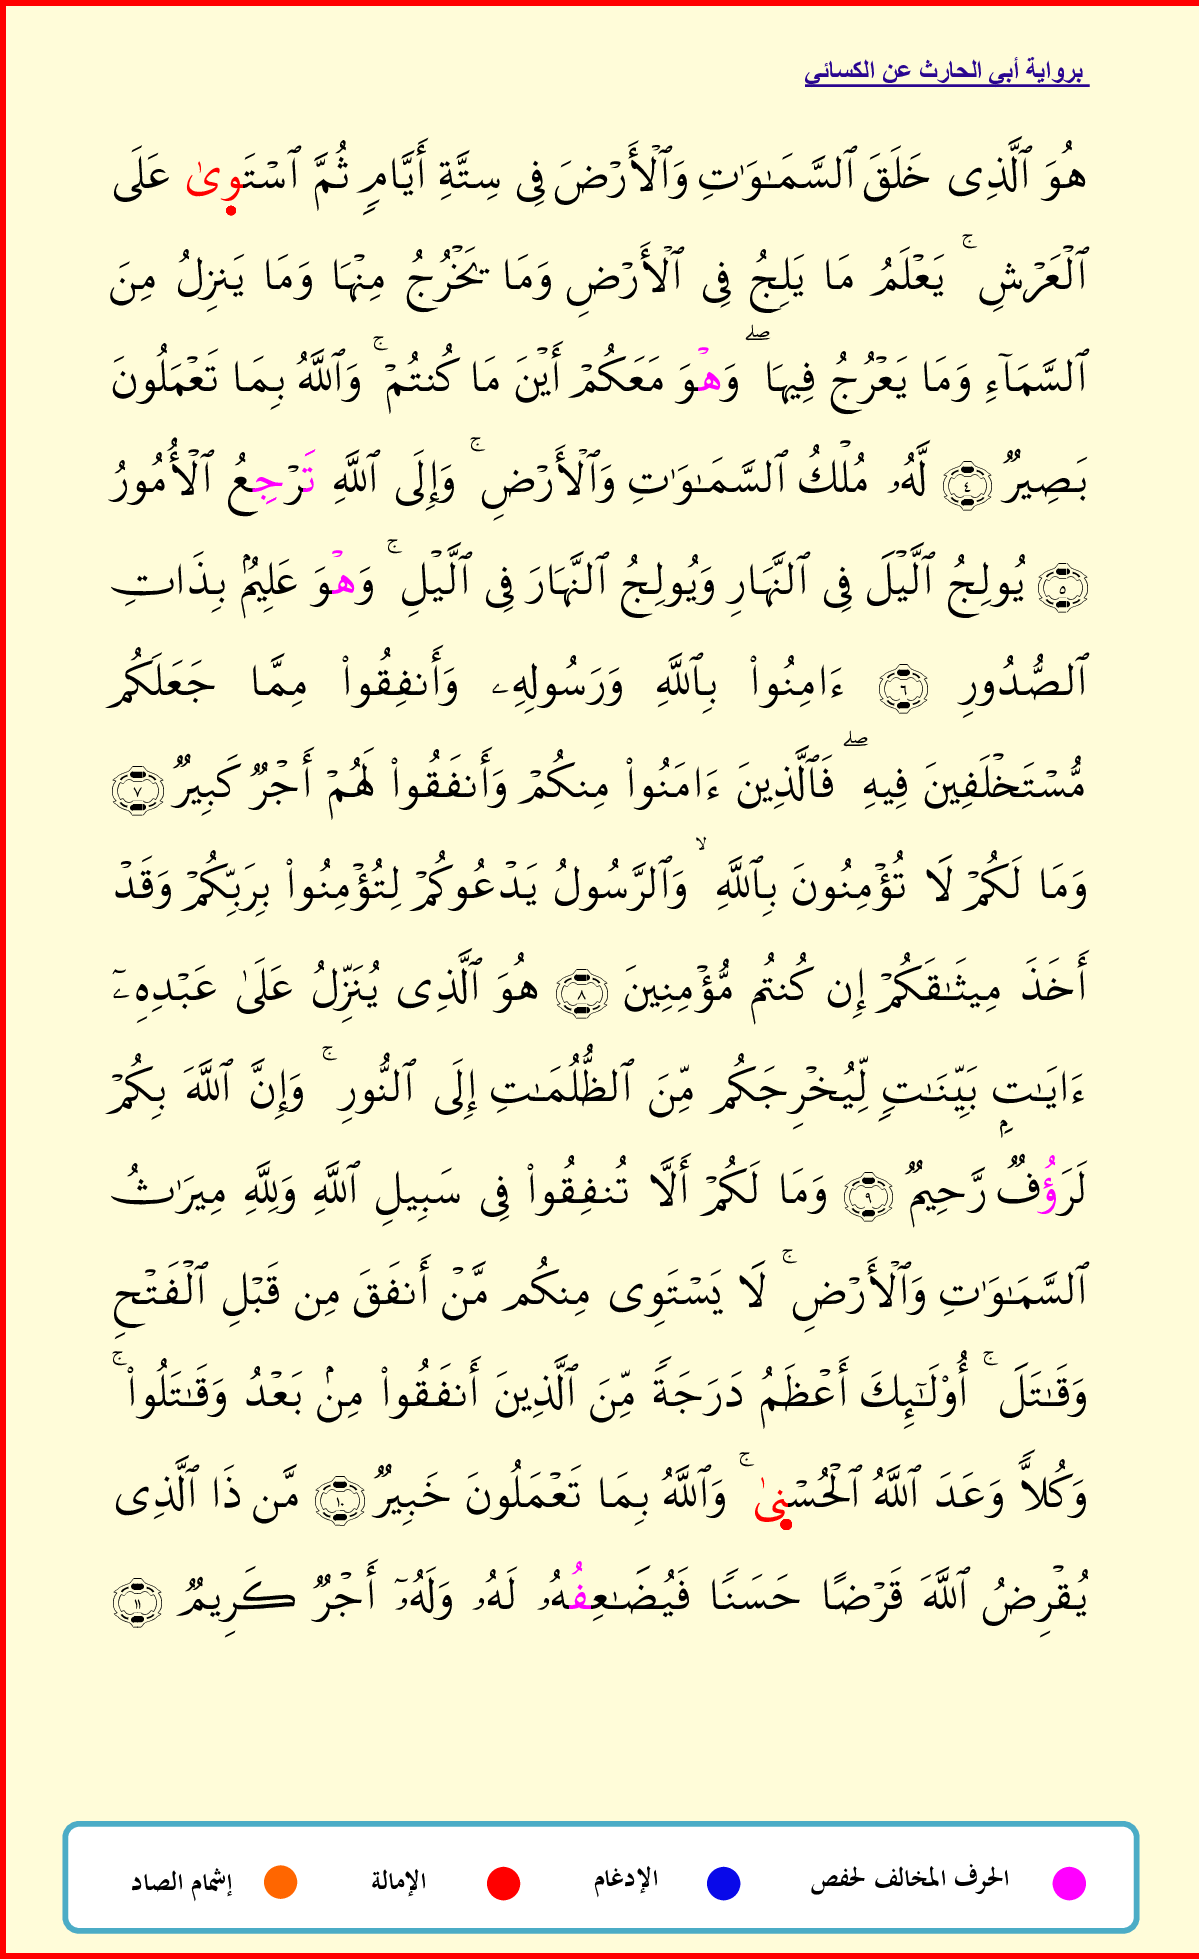 برواية أبي الحارث عن الكسائي
هُوَ ٱلَّذِى خَلَقَ ٱلسَّمَـٰوَٰتِ وَٱلْأَرْضَ فِى سِتَّةِ أَيَّامٍ ثُمَّ ٱسْتَوِىٰ عَلَى
ٱلْعَرْشِ ۚ يَعْلَمُ مَا يَلِجُ فِى ٱلْأَرْضِ وَمَا يَخْرُجُ مِنْهَا وَمَا يَنزِلُ مِنَ
ٱلسَّمَآءِ وَمَا يَعْرُجُ فِيهَا ۖ وَهْوَ مَعَكُمْ أَيْنَ مَا كُنتُمْ ۚ وَٱللَّهُ بِمَا تَعْمَلُونَ
بَصِيرٌ ٤ لَّهُۥ مُلْكُ ٱلسَّمَـٰوَٰتِ وَٱلْأَرْضِ ۚ وَإِلَى ٱللَّهِ تَرْجِعُ ٱلْأُمُورُ
٥ يُولِجُ ٱلَّيْلَ فِى ٱلنَّهَارِ وَيُولِجُ ٱلنَّهَارَ فِى ٱلَّيْلِ ۚ وَهْوَ عَلِيمٌۢ بِذَاتِ
ٱلصُّدُورِ ٦ ءَامِنُوا۟ بِٱللَّهِ وَرَسُولِهِۦ وَأَنفِقُوا۟ مِمَّا جَعَلَكُم
مُّسْتَخْلَفِينَ فِيهِ ۖ فَٱلَّذِينَ ءَامَنُوا۟ مِنكُمْ وَأَنفَقُوا۟ لَهُمْ أَجْرٌ كَبِيرٌ ٧
وَمَا لَكُمْ لَا تُؤْمِنُونَ بِٱللَّهِ ۙ وَٱلرَّسُولُ يَدْعُوكُمْ لِتُؤْمِنُوا۟ بِرَبِّكُمْ وَقَدْ
أَخَذَ مِيثَـٰقَكُمْ إِن كُنتُم مُّؤْمِنِينَ ٨ هُوَ ٱلَّذِى يُنَزِّلُ عَلَىٰ عَبْدِهِۦٓ
ءَايَـٰتٍۭ بَيِّنَـٰتٍ لِّيُخْرِجَكُم مِّنَ ٱلظُّلُمَـٰتِ إِلَى ٱلنُّورِ ۚ وَإِنَّ ٱللَّهَ بِكُمْ
لَرَؤُفٌ رَّحِيمٌ ٩ وَمَا لَكُمْ أَلَّا تُنفِقُوا۟ فِى سَبِيلِ ٱللَّهِ وَلِلَّهِ مِيرَٰثُ
ٱلسَّمَـٰوَٰتِ وَٱلْأَرْضِ ۚ لَا يَسْتَوِى مِنكُم مَّنْ أَنفَقَ مِن قَبْلِ ٱلْفَتْحِ
وَقَـٰتَلَ ۚ أُو۟لَـٰٓئِكَ أَعْظَمُ دَرَجَةً مِّنَ ٱلَّذِينَ أَنفَقُوا۟ مِنۢ بَعْدُ وَقَـٰتَلُوا۟ ۚ
وَكُلاًّ وَعَدَ ٱللَّهُ ٱلْحُسْنِىٰ ۚ وَٱللَّهُ بِمَا تَعْمَلُونَ خَبِيرٌ ١٠ مَّن ذَا ٱلَّذِى
يُقْرِضُ ٱللَّهَ قَرْضًا حَسَنًا فَيُضَـٰعِفُهُۥ لَهُۥ وَلَهُۥٓ أَجْرٌ كَرِيمٌ ١١
الحرف المخالف لحفص الإدغام الإمالة إشمام الصاد